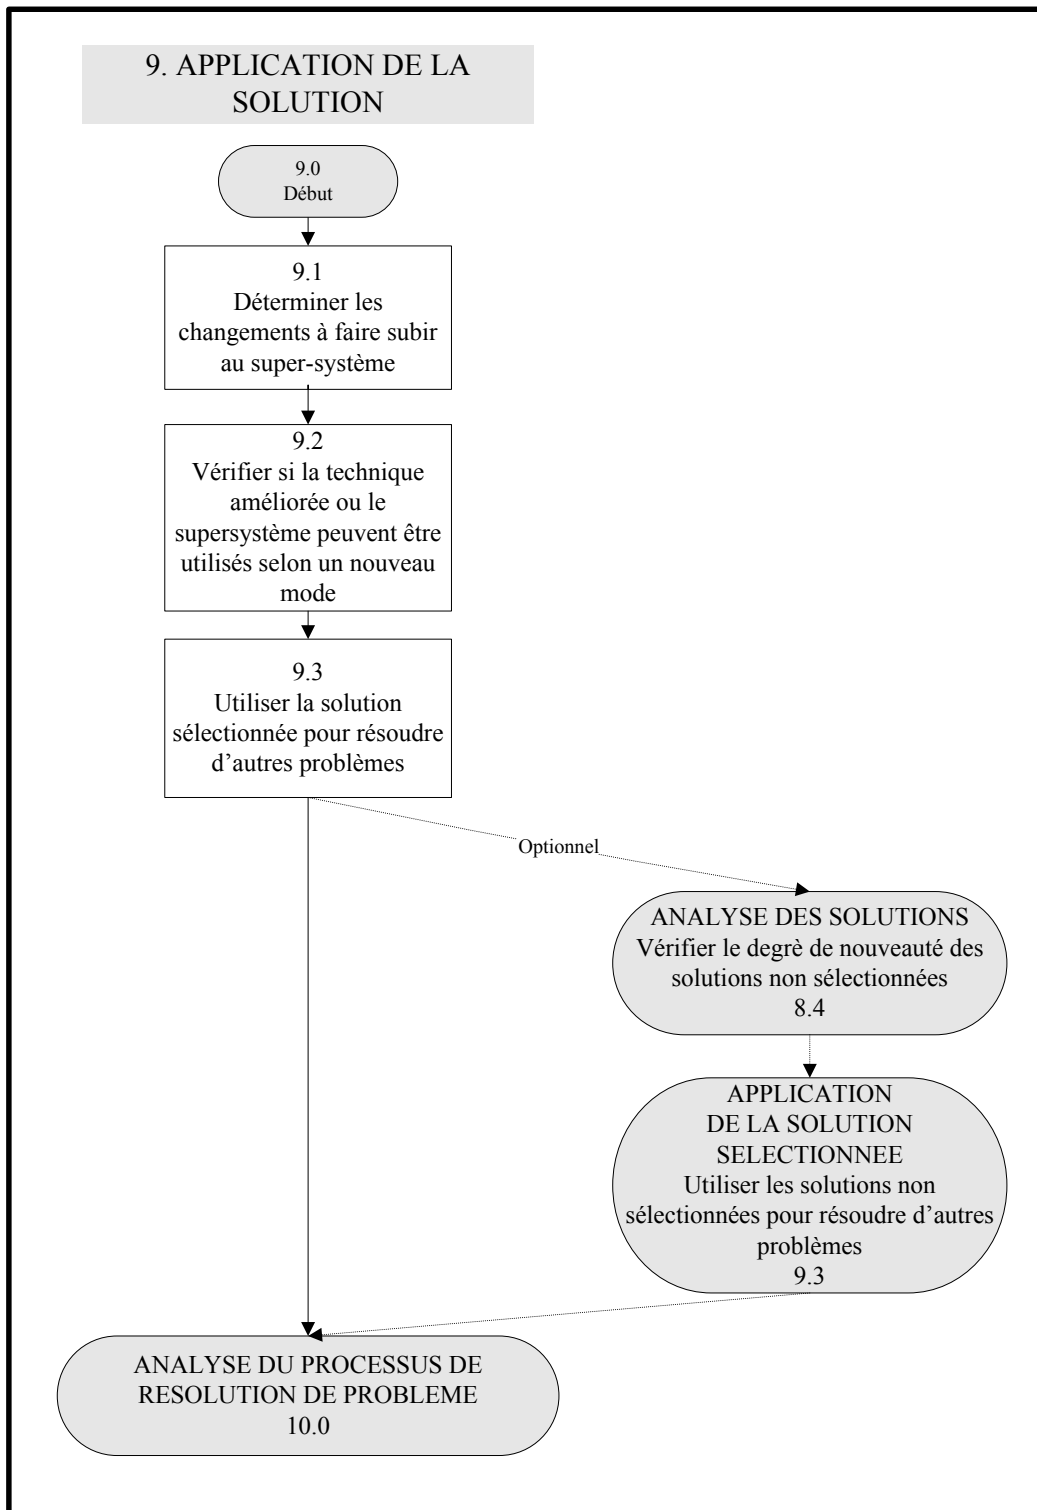 9. APPLICATION DE LA
SOLUTION
9.0
Début
9.1
Déterminer les
changements à faire subir
au super-système
9.2
Vérifier si la technique
améliorée ou le
supersystème peuvent être
utilisés selon un nouveau
mode
9.3
Utiliser la solution
sélectionnée pour résoudre
d’autres problèmes
Optionnel
ANALYSE DES SOLUTIONS
Vérifier le degrè de nouveauté des
solutions non sélectionnées
8.4
APPLICATION
DE LA SOLUTION
SELECTIONNEE
Utiliser les solutions non
sélectionnées pour résoudre d’autres
problèmes
9.3
ANALYSE DU PROCESSUS DE
RESOLUTION DE PROBLEME
10.0